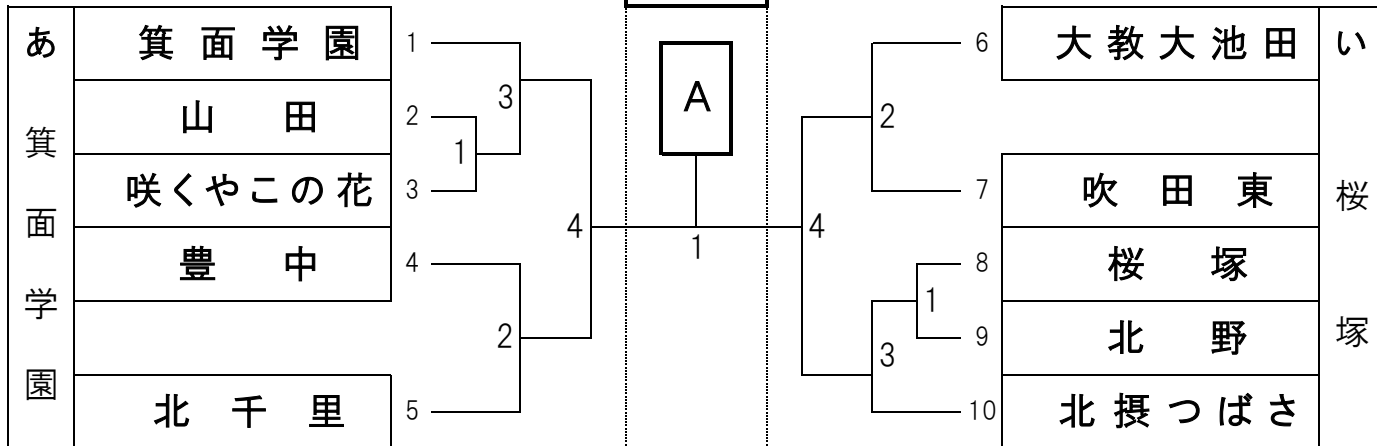 あ
箕面学園
箕面学園 1
山田 2
咲くやこの花 3
豊中 4
北千里 5
1
3
2
4
A
1
4
2
1
3
6 大教大池田
7 吹田東
8 桜塚
9 北野
10 北摂つばさ
い
桜塚